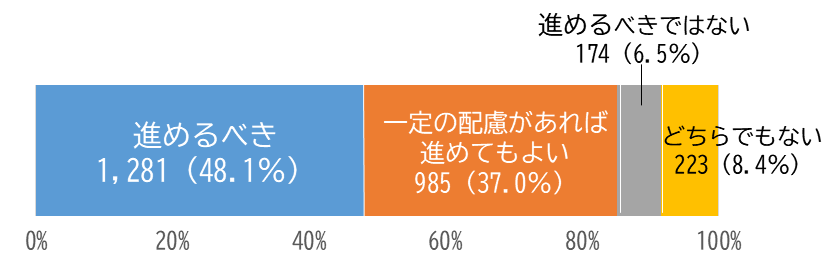 進めるべきではない
174（6.5%）
進めるべき
1,281（48.1%）
一定の配慮があれば
進めてもよい
985（37.0%）
どちらでもない
223（8.4%）
0%
20%
40%
60%
80%
100%